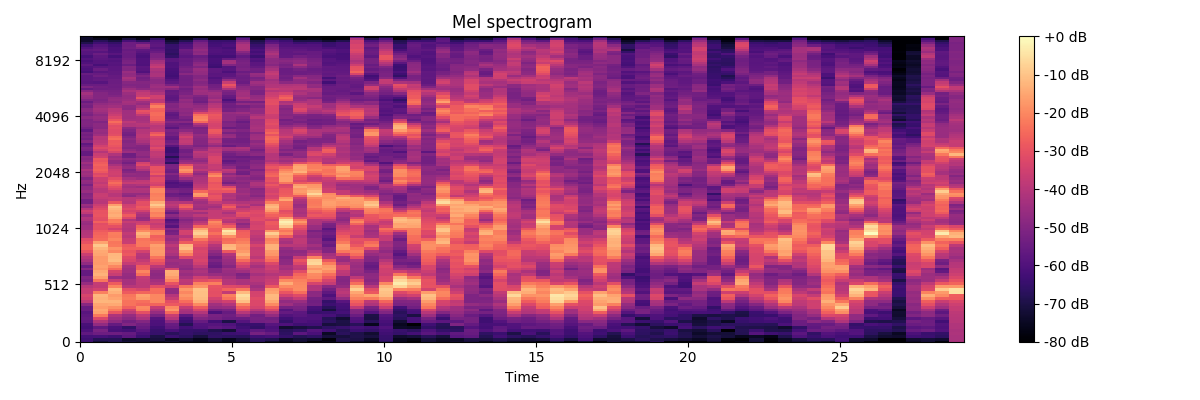 Mel spectrogram
8192
4096
2048
1024
512
0
Hz
0 5 10 15 20 25
Time
+0 dB
-10 dB
-20 dB
-30 dB
-40 dB
-50 dB
-60 dB
-70 dB
-80 dB